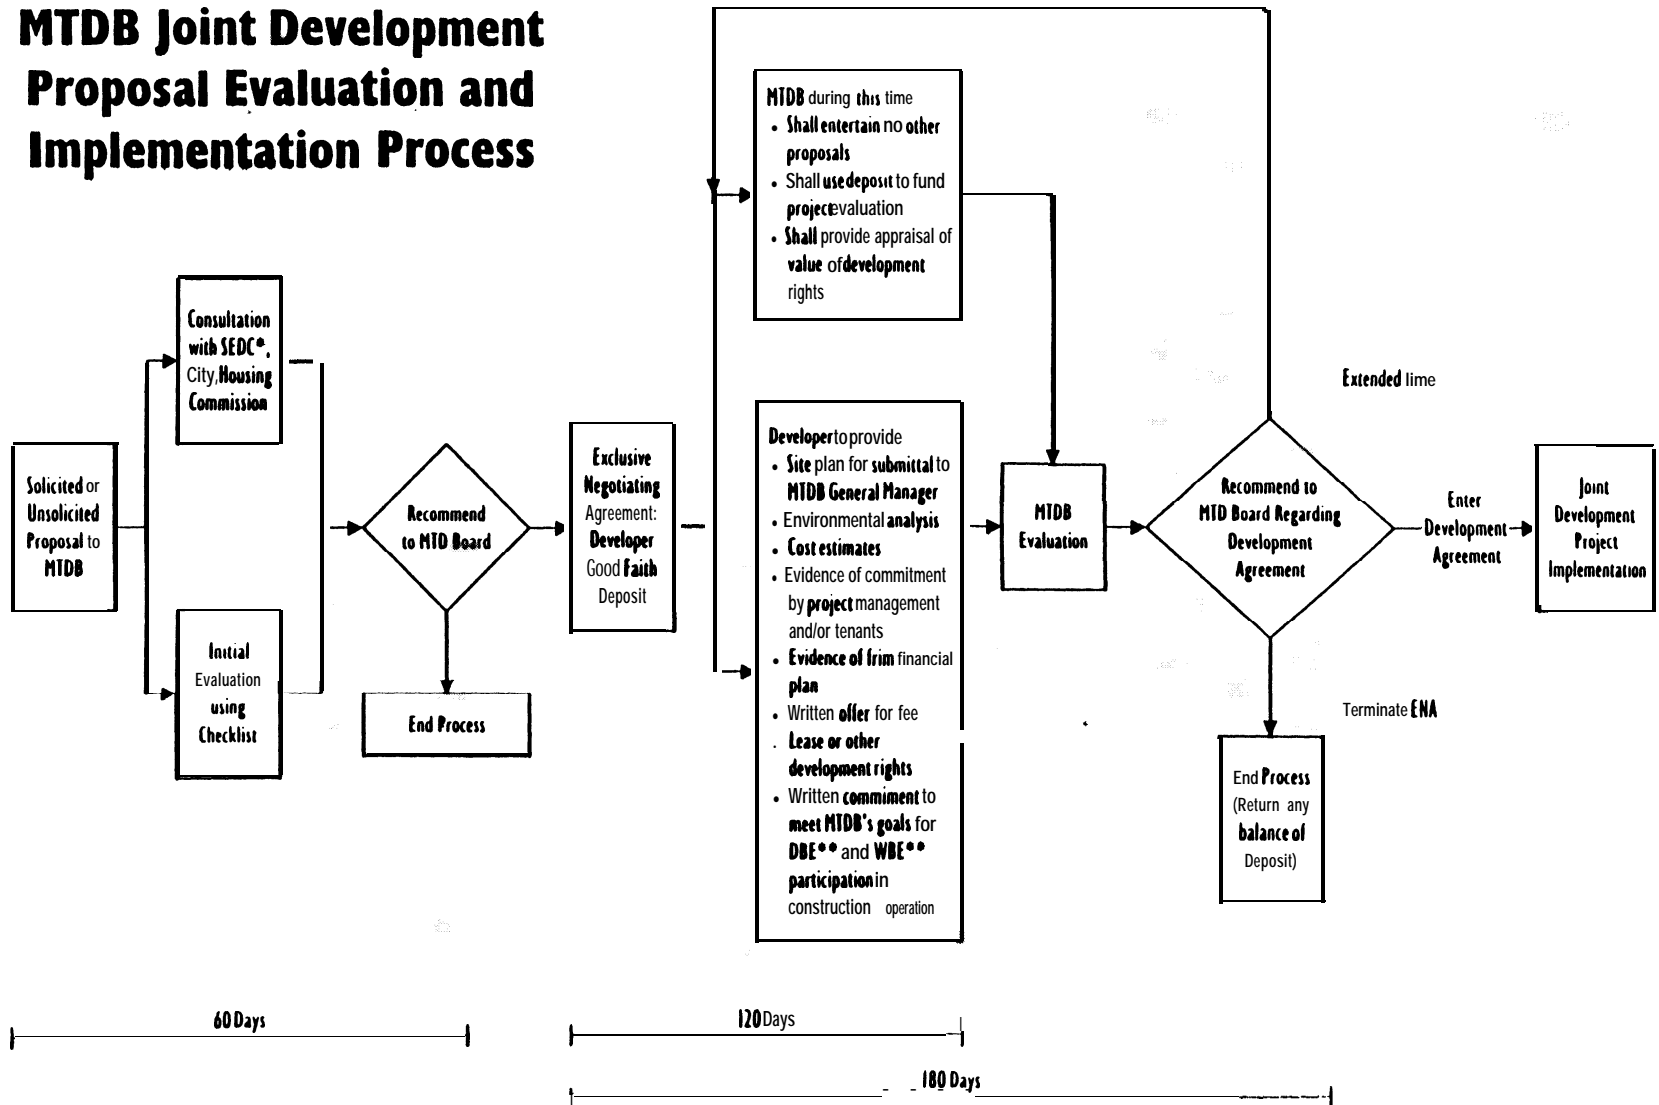 MTDB Joint Development
Proposal Evaluation and
Implementation Process
Solicited or
Unsolicited
Proposal to
MTDB
Consultation
with SEDC*,
City, Housing
Commission
Initial
Evaluation
using
Checklist
Recommend
to MTD Board
End Process
Exclusive
Negotiating
Agreement:
Developer
Good Faith
Deposit
MTDB during this time
• Shall entertain no other
proposals
• Shall use deposit to fund
project evaluation
• Shall provide appraisal of
value of development
rights
Developer to provide
• Site plan for submittal to
MTDB General Manager
• Environmental analysis
• Cost estimates
• Evidence of commitment
by project management
and/or tenants
• Evidence of frim financial
plan
• Written offer for fee
. Lease or other
development rights
• Written commiment to
meet MTDB's goals for
DBE** and WBE**
participation in
construction operation
MTDB
Evaluation
Recommend to
MTD Board Regarding
Development
Agreement
Extended lime
Enter
Development
Agreement
Joint
Development
Project
Implementation
Terminate ENA
End Process
(Return any
balance of
Deposit)
60 Days
120 Days
180 Days